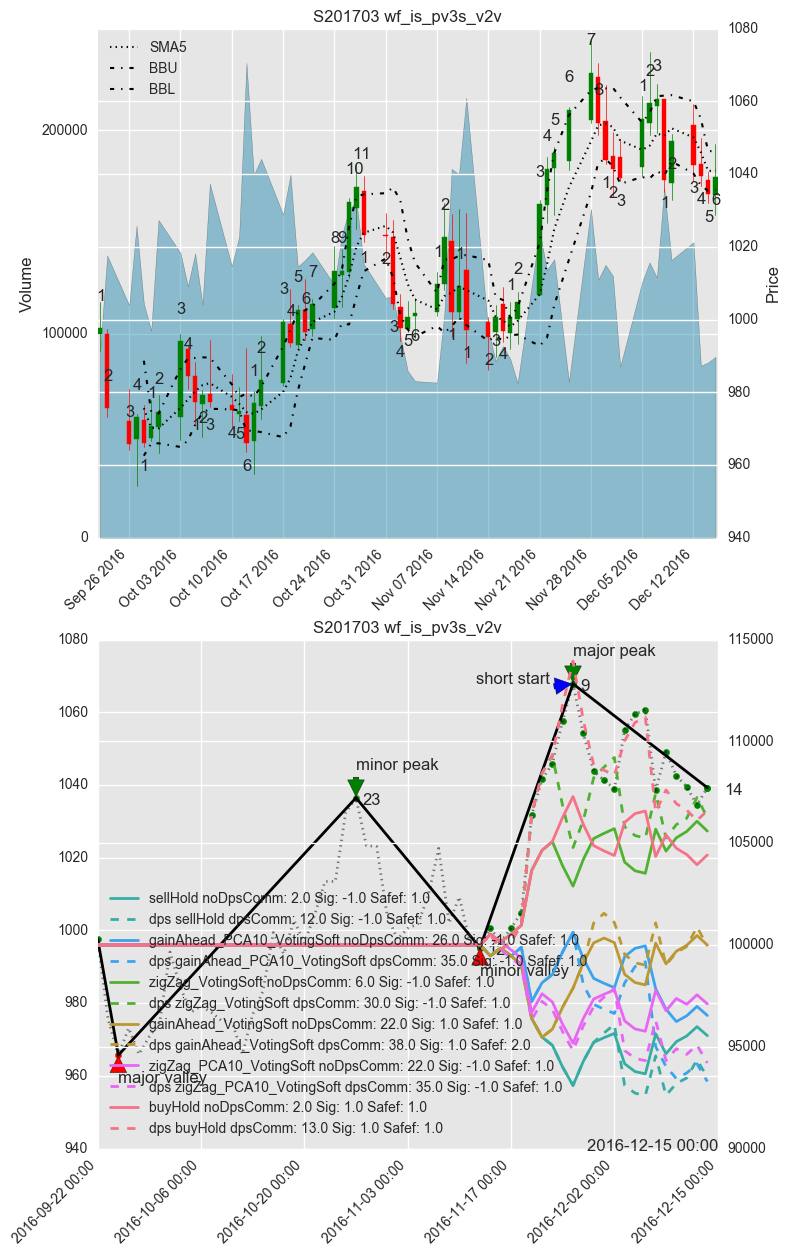 S201703 wf_is_pv3s_v2v
SMA5
BBU
BBL
Volume
Price
200000
100000
0
1080
1060
1040
1020
1000
980
960
940
Sep 26 2016
Oct 03 2016
Oct 10 2016
Oct 17 2016
Oct 24 2016
Oct 31 2016
Nov 07 2016
Nov 14 2016
Nov 21 2016
Nov 28 2016
Dec 05 2016
Dec 12 2016
S201703 wf_is_pv3s_v2v
1080
1060
1040
1020
1000
980
960
940
115000
110000
105000
100000
95000
90000
major peak
short start
9
minor peak
23
14
minor valley
major valley
sellHold noDpsComm: 2.0 Sig: -1.0 Safef: 1.0
dps sellHold dpsComm: 12.0 Sig: -1.0 Safef: 1.0
gainAhead_PCA10_VotingSoft noDpsComm: 26.0 Sig: -1.0 Safef: 1.0
dps gainAhead_PCA10_VotingSoft dpsComm: 35.0 Sig: -1.0 Safef: 1.0
zigZag_VotingSoft noDpsComm: 6.0 Sig: -1.0 Safef: 1.0
dps zigZag_VotingSoft dpsComm: 30.0 Sig: -1.0 Safef: 1.0
gainAhead_VotingSoft noDpsComm: 22.0 Sig: 1.0 Safef: 1.0
dps gainAhead_VotingSoft dpsComm: 38.0 Sig: 1.0 Safef: 2.0
zigZag_PCA10_VotingSoft noDpsComm: 22.0 Sig: -1.0 Safef: 1.0
dps zigZag_PCA10_VotingSoft dpsComm: 35.0 Sig: -1.0 Safef: 1.0
buyHold noDpsComm: 2.0 Sig: 1.0 Safef: 1.0
dps buyHold dpsComm: 13.0 Sig: 1.0 Safef: 1.0
2016-12-15 00:00
2016-09-22 00:00
2016-10-06 00:00
2016-10-20 00:00
2016-11-03 00:00
2016-11-17 00:00
2016-12-02 00:00
2016-12-15 00:00